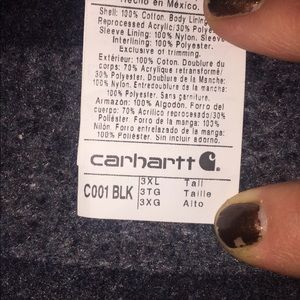 Hecho en México.
Shell: 100% Cotton. Body Lining
Reprocessed Acrylic/30% Polyester
Sleeve Lining: 100% Nylon. Sleeve
Interlining: 100% Polyester.
Exclusive of trimming.
Extérieur: 100% Coton. Doublure du
corps: 70% Acrylique retransformé/
30% Polyester. Doublure de la Manche:
100% Nylon. Entredoublure de la manche:
100% Polyester. Sans garniture.
Armazón: 100% Algodón. Forro del
cuerpo: 70% Acrílico reprocesado/30%
Poliéster. Forro de la manga: 100%
Nilón. Forro entretela de la manga: 100%
Poliéster. Sin incluir adorno.
carhartt
C001 BLK
3XL Tall
3TG Taille
3XG Alto